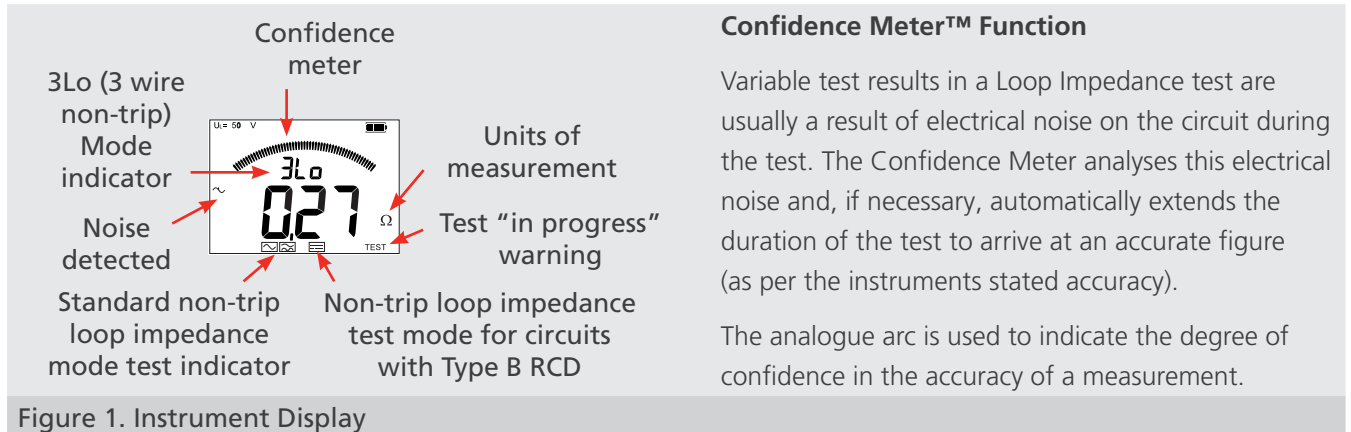 Confidence
meter
3Lo (3 wire
non-trip)
Mode
indicator
Noise
detected
Standard non-trip
loop impedance
mode test indicator
Non-trip loop impedance
test mode for circuits
with Type B RCD
Units of
measurement
Test “in progress”
warning
UL= 50 V
3Lo
0.27
Ω
TEST
Confidence Meter™ Function
Variable test results in a Loop Impedance test are
usually a result of electrical noise on the circuit during
the test. The Confidence Meter analyses this electrical
noise and, if necessary, automatically extends the
duration of the test to arrive at an accurate figure
(as per the instruments stated accuracy).
The analogue arc is used to indicate the degree of
confidence in the accuracy of a measurement.
Figure 1. Instrument Display